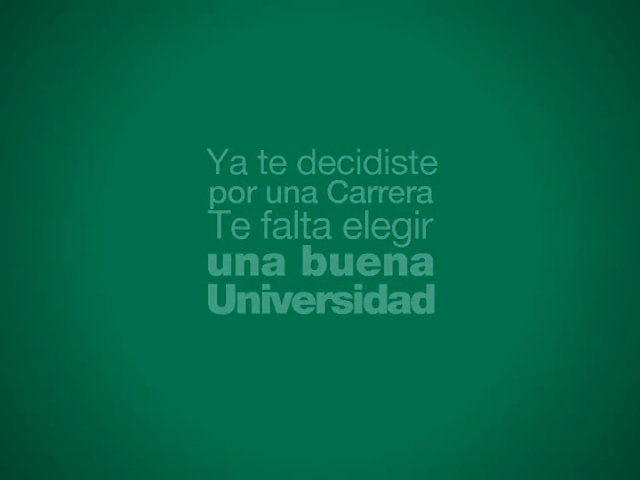 Ya te decidiste
por una Carrera
Te falta elegir
una buena
Universidad